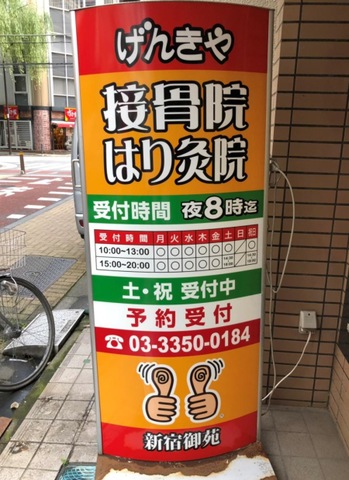 げんきや
接骨院
はり灸院
受付時間 夜8時迄
受付時間 月 火 水 木 金 土 日 祝日
10:00~13:00
15:00~20:00
土・祝 受付中
予約受付
☎03-3350-0184
新宿御苑